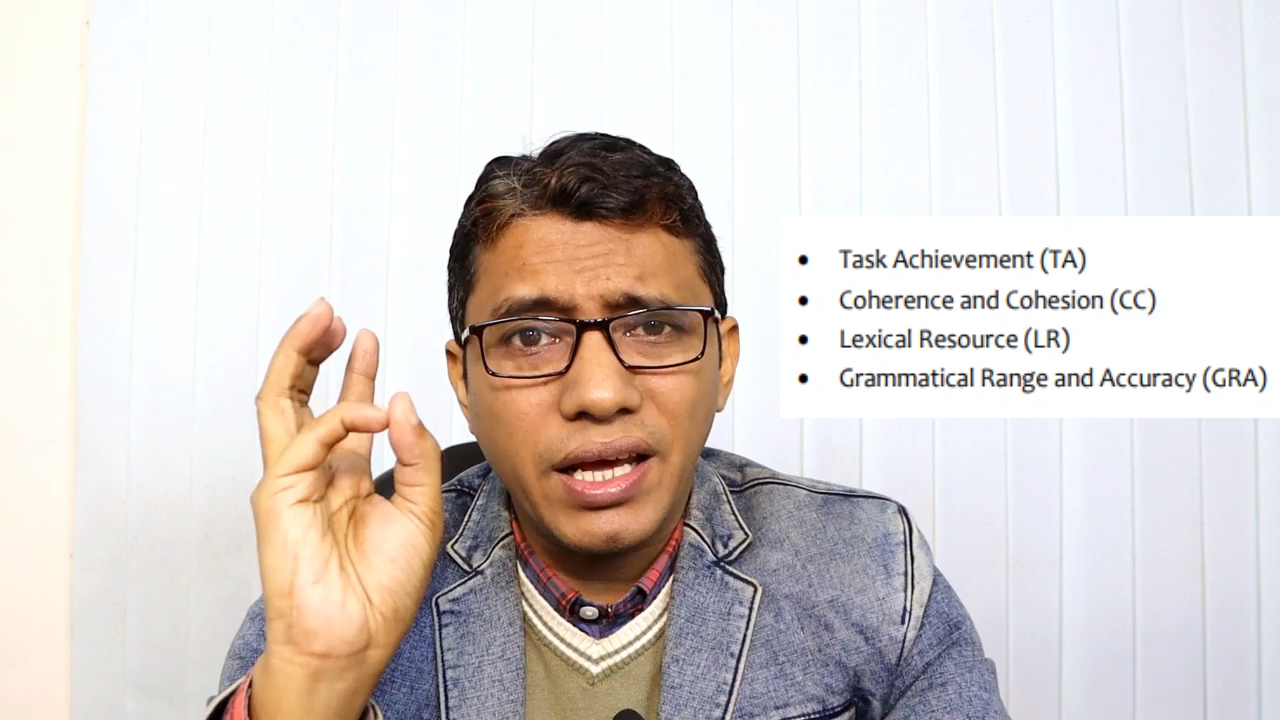 • Task Achievement (TA)
• Coherence and Cohesion (CC)
• Lexical Resource (LR)
• Grammatical Range and Accuracy (GRA)